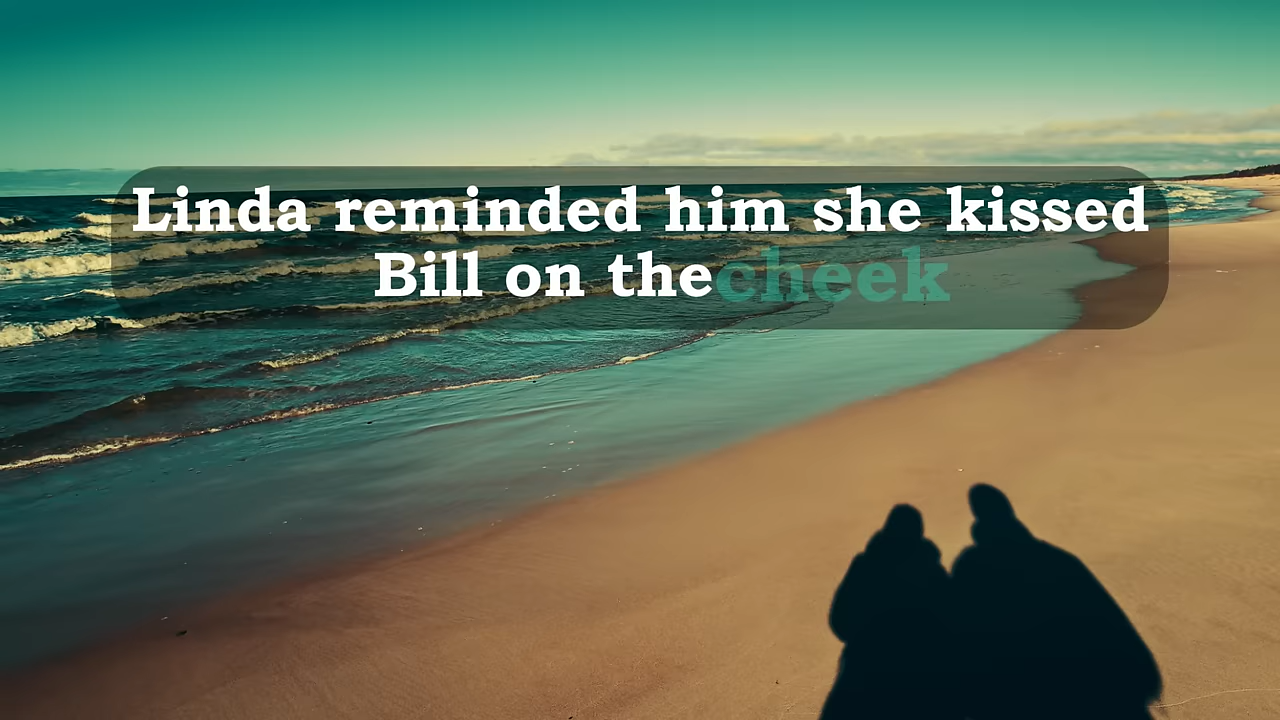 Linda reminded him she kissed
Bill on the cheek